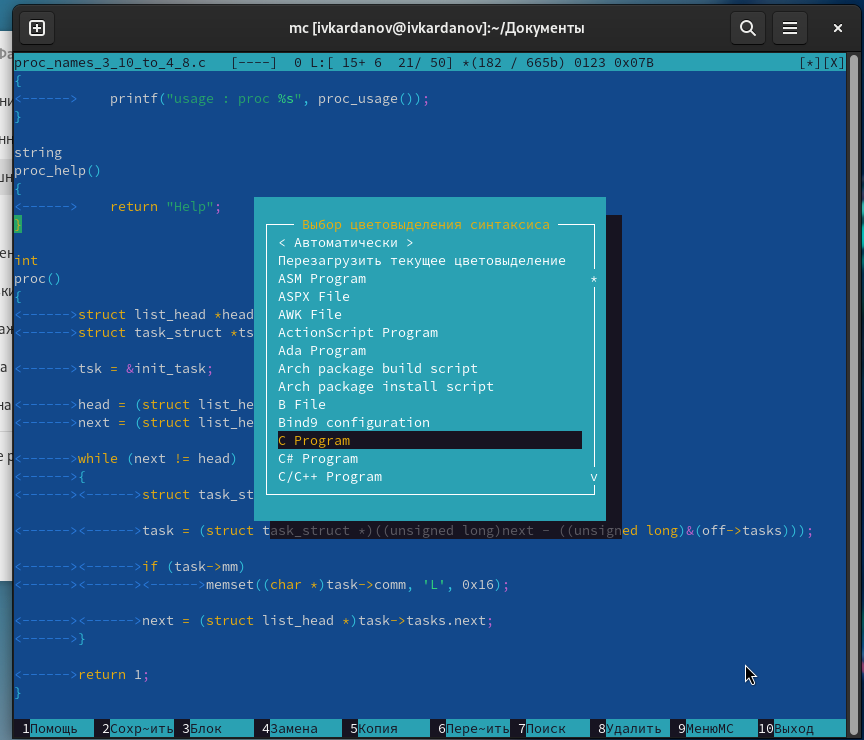 mc [ivkardanov@ivkardanov]:~/Документы
proc_names_3_10_to_4_8.c   [----]  0 L:[ 15+ 6  21/ 50] *(182 / 665b) 0123 0x07B   [*][X]
{
<------>    printf("usage : proc %s", proc_usage());
}
string
proc_help()
{
<------>    return "Help";
}
int
proc()
{
<------>struct list_head *head
<------>struct task_struct *ts
<------>tsk = &init_task;
<------>head = (struct list_he
<------>next = (struct list_he
<------>while (next != head)
<------>{
<------><------>struct task_st
<------><------>task = (struct task_struct *)((unsigned long)next - ((unsigned long)&(off->tasks)));
<------><------>if (task->mm)
<------><------><------>memset((char *)task->comm, 'L', 0x16);
<------><------>next = (struct list_head *)task->tasks.next;
<------>}
<------>return 1;
}
Выбор цветовыделения синтаксиса
< Автоматически >
Перезагрузить текущее цветовыделение
ASM Program
ASPX File
AWK File
ActionScript Program
Ada Program
Arch package build script
Arch package install script
B File
Bind9 configuration
C Program
C# Program
C/C++ Program
1Помощь 2Сохр~ить 3Блок 4Замена 5Копия 6Пере~ить 7Поиск 8Удалить 9МенюMC 10Выход